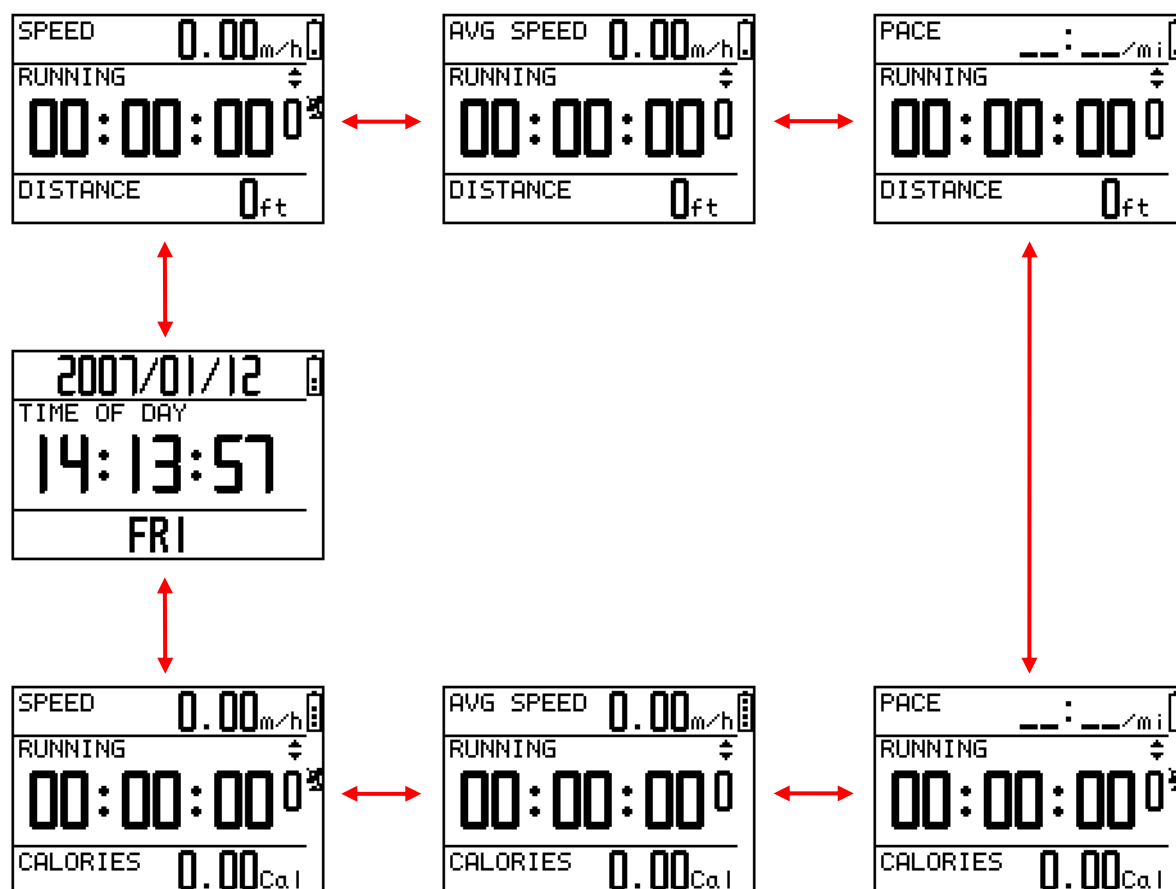 SPEED 0.00m/h
RUNNING
00:00:00 0
DISTANCE 0ft
AVG SPEED 0.00m/h
RUNNING
00:00:00 0
DISTANCE 0ft
PACE __:__/mi
RUNNING
00:00:00 0
DISTANCE 0ft
2007/01/12
TIME OF DAY
14:13:57
FRI
SPEED 0.00m/h
RUNNING
00:00:00 0
CALORIES 0.00Cal
AVG SPEED 0.00m/h
RUNNING
00:00:00 0
CALORIES 0.00Cal
PACE __:__/mi
RUNNING
00:00:00 0
CALORIES 0.00Cal